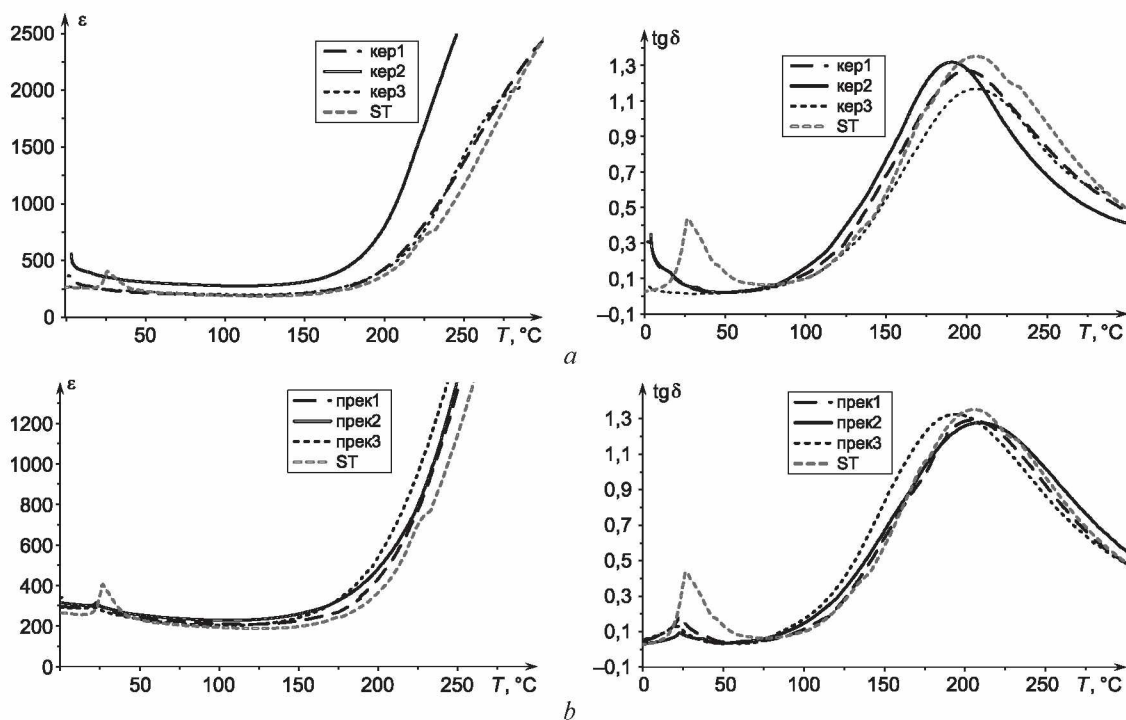 ε
2500
2000
1500
1000
500
0
50 100 150 200 250 T, °C
кер1
кер2
кер3
ST
tgδ
1,3
1,1
0,9
0,7
0,5
0,3
0,1
–0,1
0 50 100 150 200 250 T, °C
кер1
кер2
кер3
ST
a
ε
1200
1000
800
600
400
200
0
50 100 150 200 250 T, °C
прек1
прек2
прек3
ST
tgδ
1,3
1,1
0,9
0,7
0,5
0,3
0,1
–0,1
0 50 100 150 200 250 T, °C
прек1
прек2
прек3
ST
b